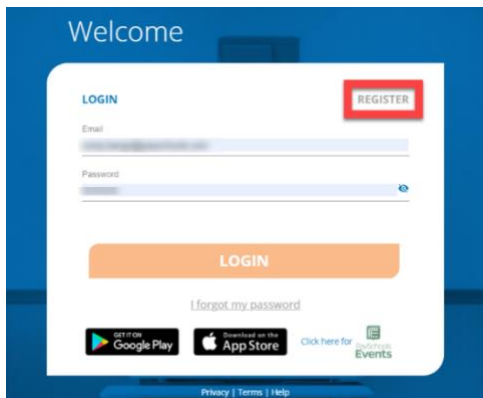 Welcome
LOGIN
REGISTER
Email
Password
LOGIN
I forgot my password
GET IT ON
Google Play
Download on the
App Store
Click here for
PaySchools
Events
Privacy | Terms | Help